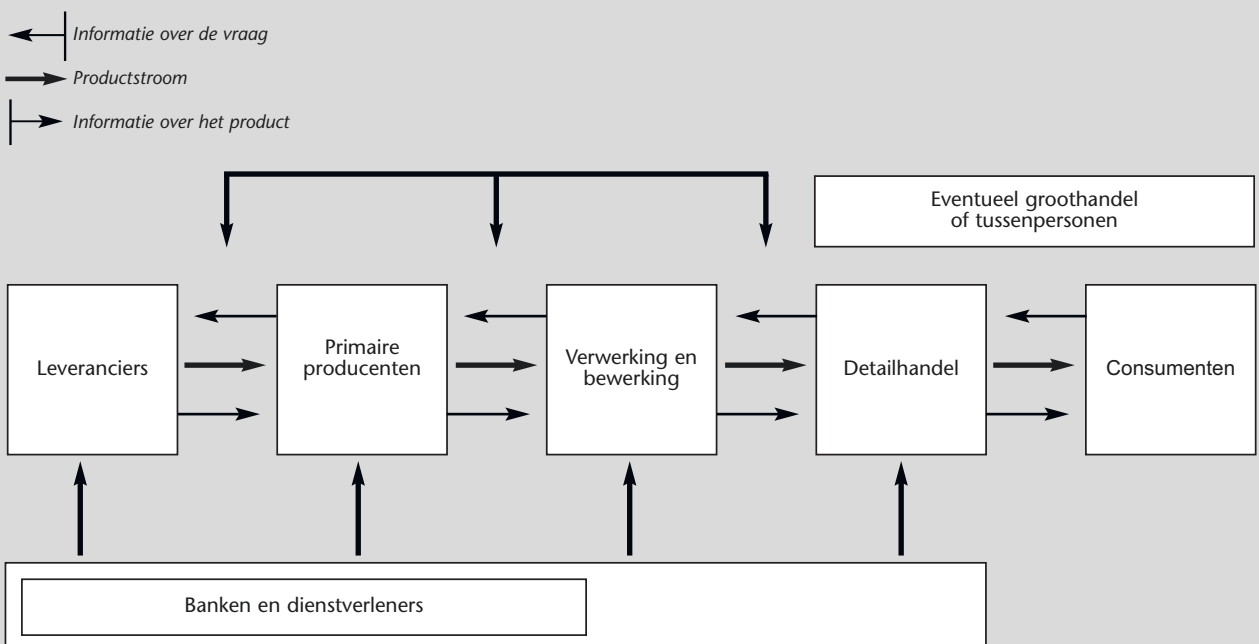 Informatie over de vraag
Productstroom
Informatie over het product
Eventueel groothandel
of tussenpersonen
Leveranciers
Primaire
producenten
Verwerking en
bewerking
Detailhandel
Consumenten
Banken en dienstverleners